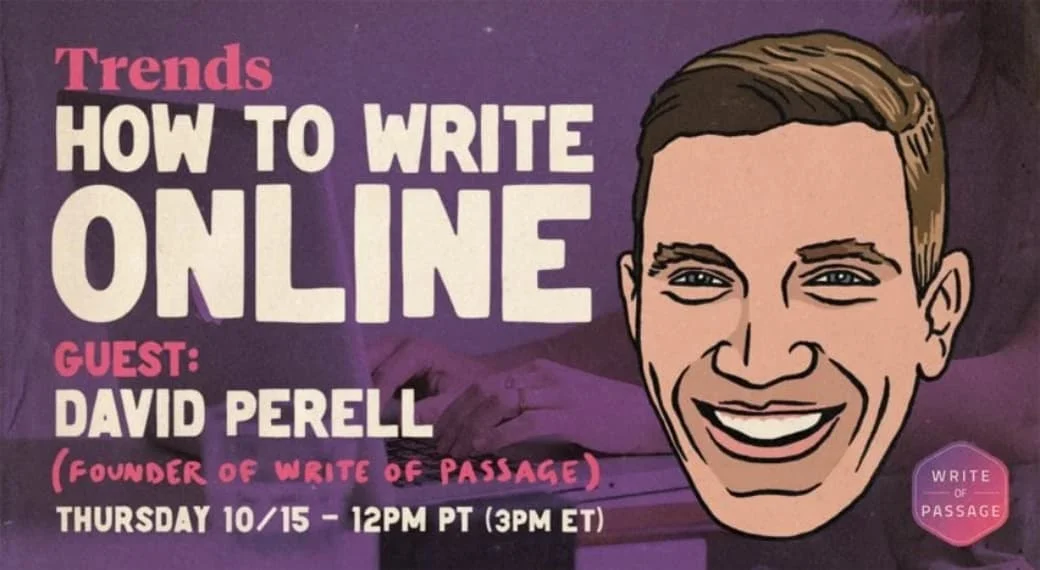 Trends
HOW TO WRITE
ONLINE
GUEST:
DAVID PERELL
(FOUNDER OF WRITE OF PASSAGE)
THURSDAY 10/15 - 12PM PT (3PM ET)
WRITE
OF
PASSAGE